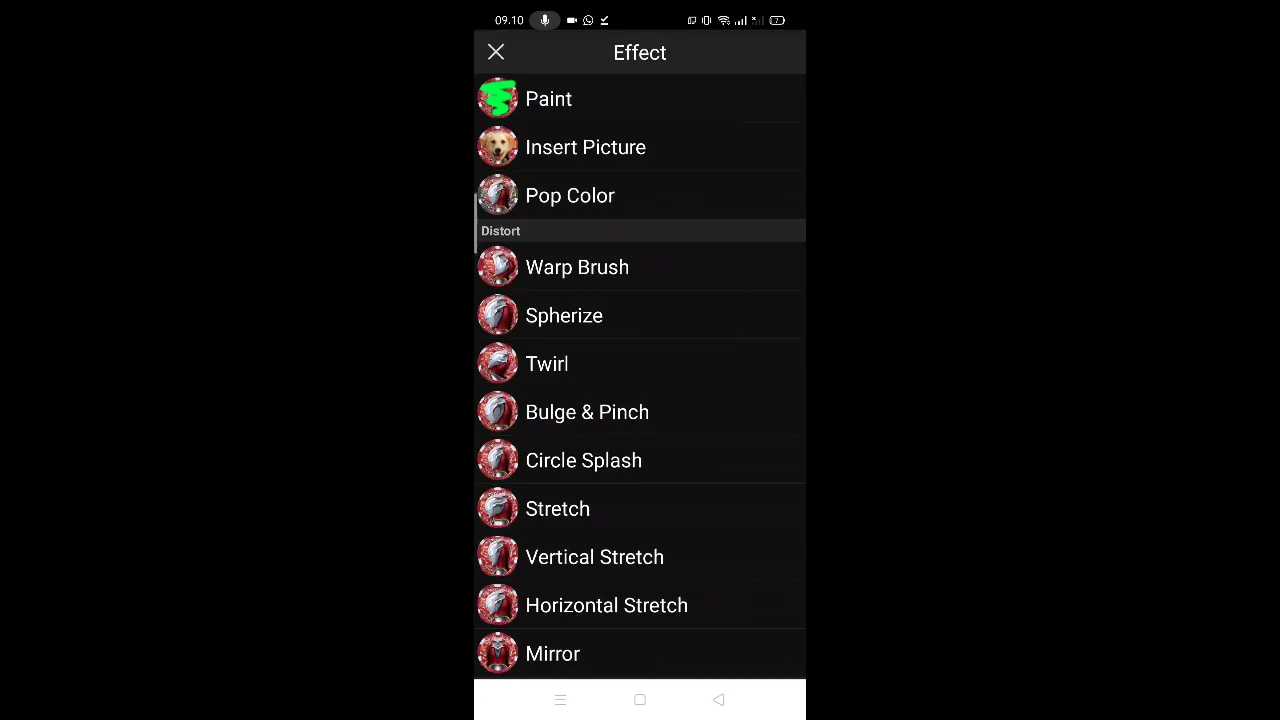 09.10
Effect
Paint
Insert Picture
Pop Color
Distort
Warp Brush
Spherize
Twirl
Bulge & Pinch
Circle Splash
Stretch
Vertical Stretch
Horizontal Stretch
Mirror